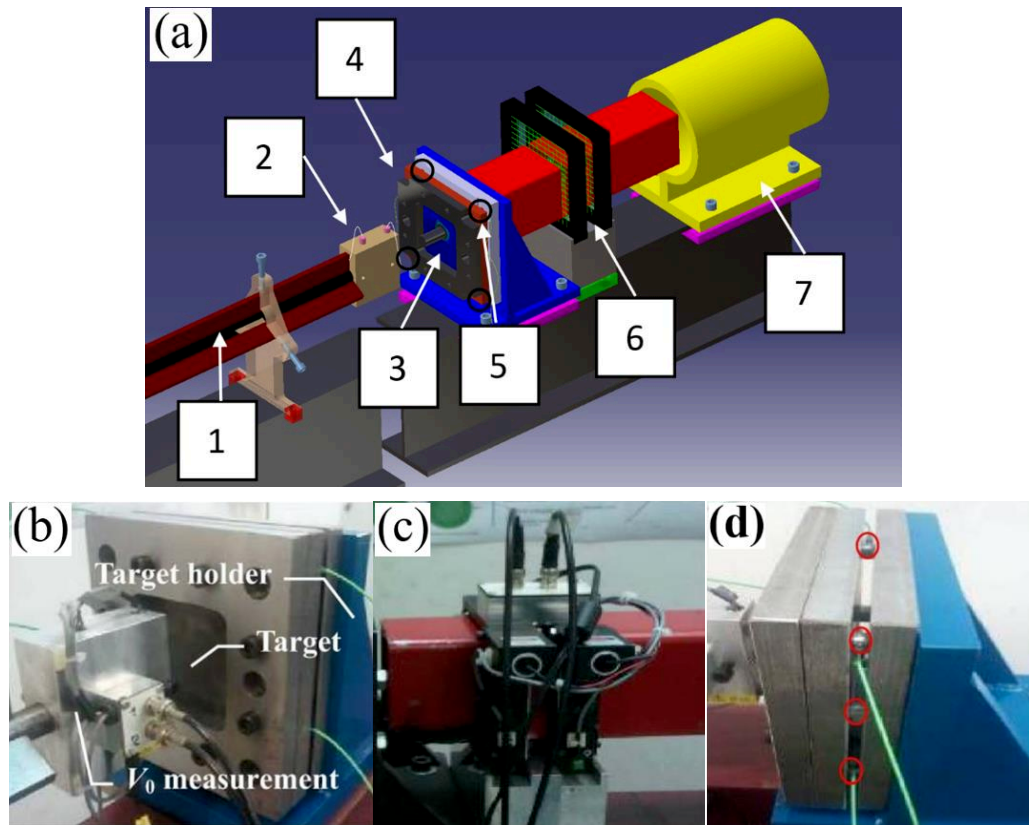 (a)
4
2
3
5
6
7
1
(b)
Target holder
Target
V₀ measurement
(c)
(d)